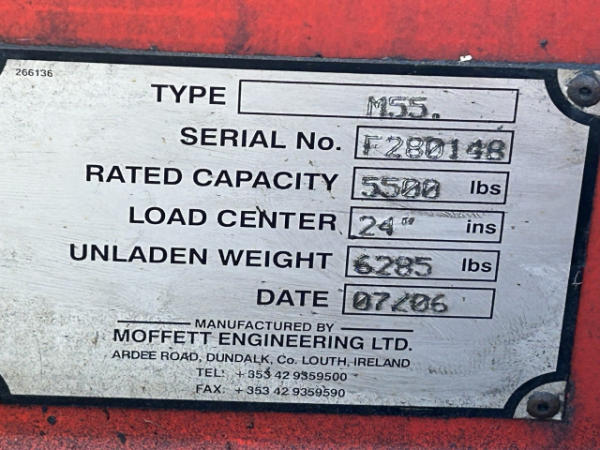 266136
TYPE M55.
SERIAL No. F280148
RATED CAPACITY 5500 lbs
LOAD CENTER 24" ins
UNLADEN WEIGHT 6285 lbs
DATE 07/06
MANUFACTURED BY
MOFFETT ENGINEERING LTD.
ARDEE ROAD, DUNDALK, Co. LOUTH, IRELAND
TEL: +353 42 9359500
FAX: +353 42 9359590